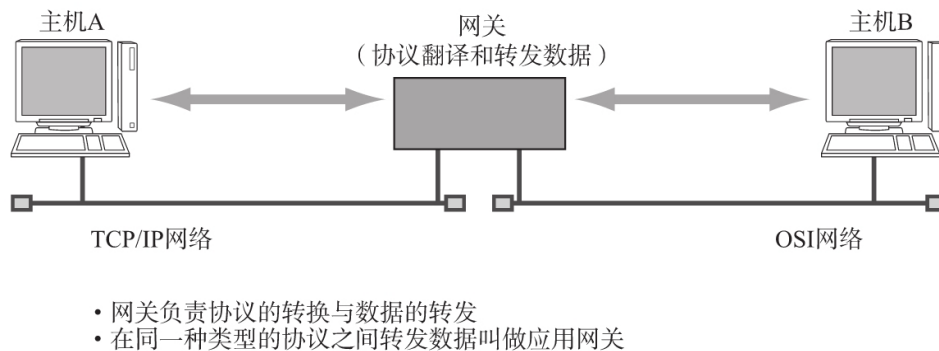 主机A
网关
（协议翻译和转发数据）
主机B
TCP/IP网络
OSI网络
·网关负责协议的转换与数据的转发
·在同一种类型的协议之间转发数据叫做应用网关